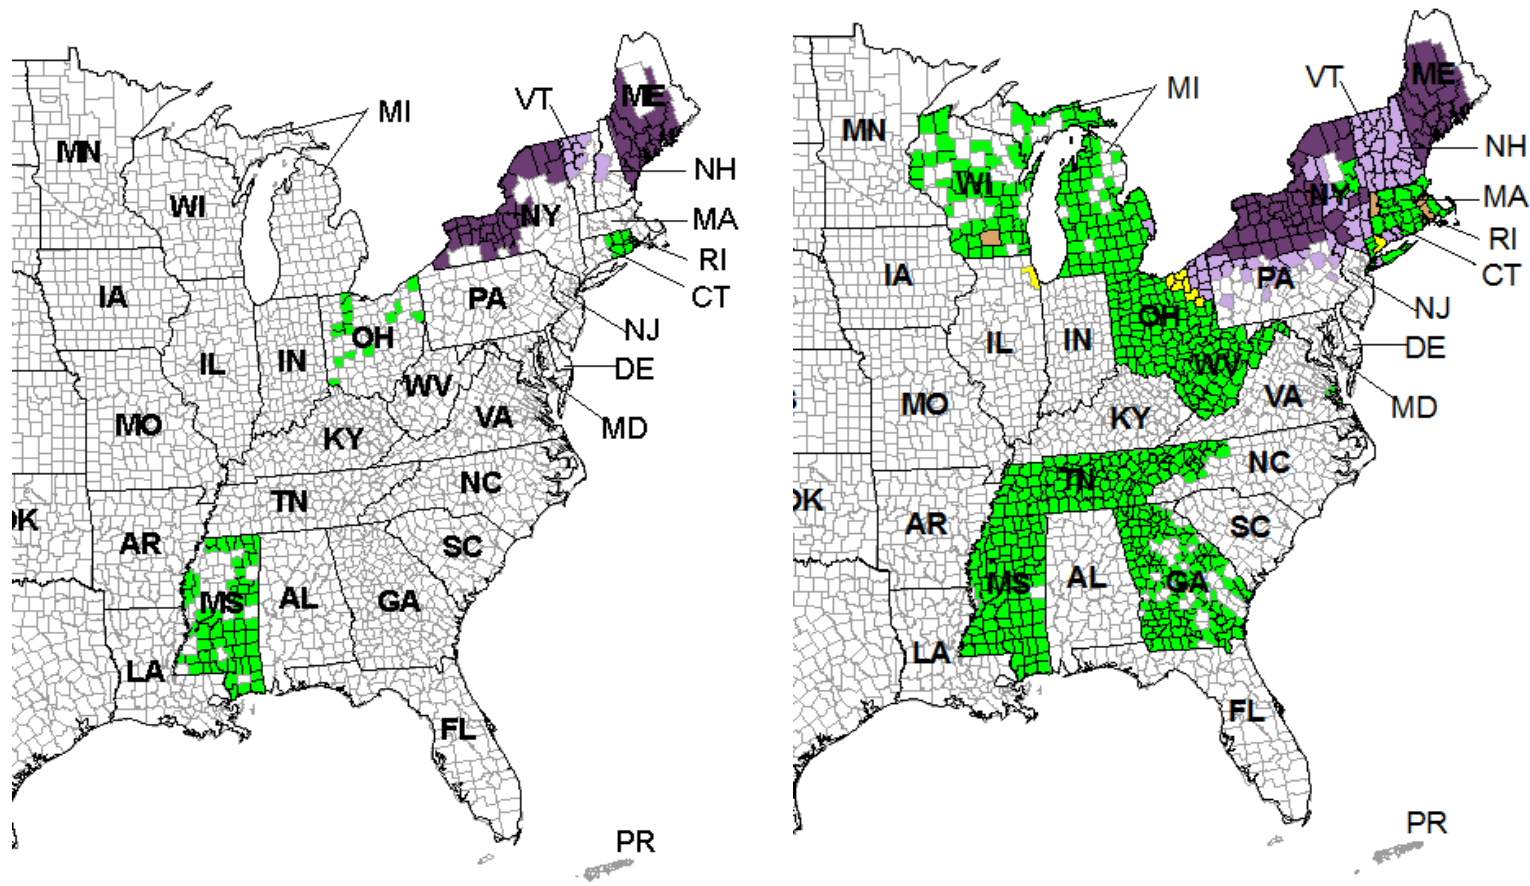 MI
VT
ME
MN
NH
WI
NY
MA
RI
CT
IA
PA
NJ
OH
IL
IN
DE
WV
MO
VA
MD
KY
NC
TN
OK
AR
SC
MS
AL
GA
LA
FL
PR
MI
VT
ME
MN
NH
WI
NY
MA
RI
CT
IA
PA
NJ
OH
IL
IN
DE
WV
MO
VA
MD
KY
NC
TN
OK
AR
SC
MS
AL
GA
LA
FL
PR